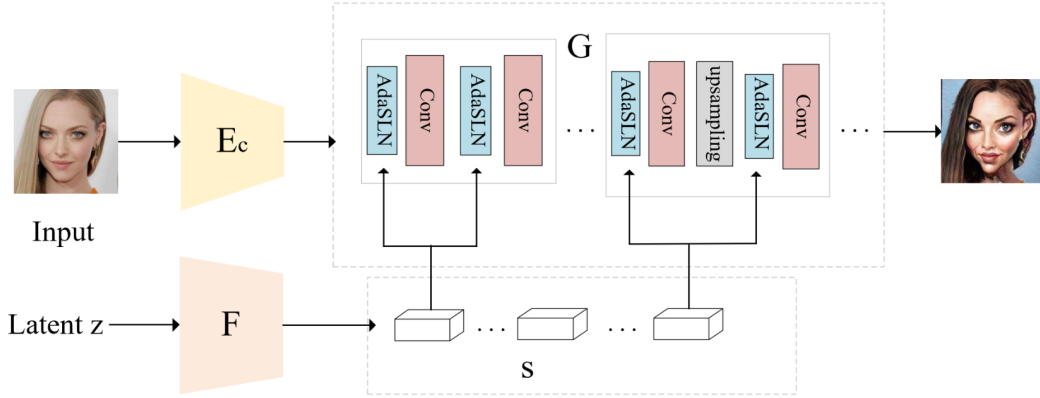 G
AdaSLN
Conv
AdaSLN
Conv
. . .
AdaSLN
Conv
upsampling
AdaSLN
Conv
. . .
Ec
Input
Latent z
F
. . .
. . .
s